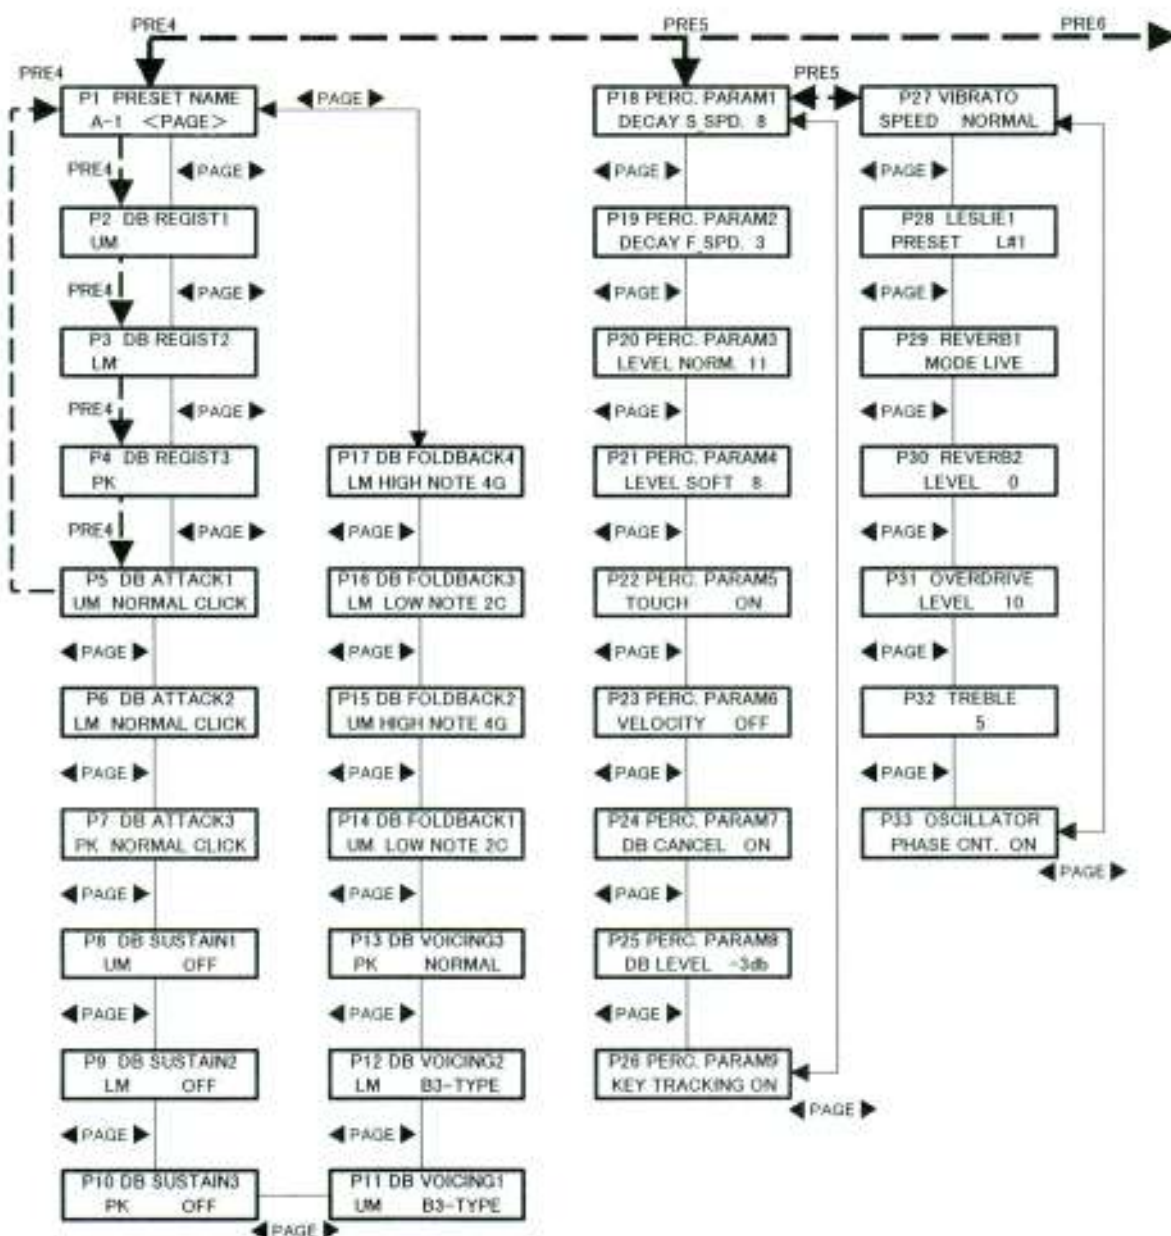 PRE4
PRE5
PRE6
PRE4
P1 PRESET NAME
A-1 <PAGE>
◀ PAGE ▶
PRE4
◀ PAGE ▶
P2 DB REGIST1
UM
PRE4
◀ PAGE ▶
P3 DB REGIST2
LM
PRE4
◀ PAGE ▶
P4 DB REGIST3
PK
PRE4
◀ PAGE ▶
P5 DB ATTACK1
UM NORMAL CLICK
◀ PAGE ▶
P6 DB ATTACK2
LM NORMAL CLICK
◀ PAGE ▶
P7 DB ATTACK3
PK NORMAL CLICK
◀ PAGE ▶
P8 DB SUSTAIN1
UM OFF
◀ PAGE ▶
P9 DB SUSTAIN2
LM OFF
◀ PAGE ▶
P10 DB SUSTAIN3
PK OFF
◀ PAGE ▶
P17 DB FOLDBACK4
LM HIGH NOTE 4G
◀ PAGE ▶
P16 DB FOLDBACK3
LM LOW NOTE 2C
◀ PAGE ▶
P15 DB FOLDBACK2
UM HIGH NOTE 4G
◀ PAGE ▶
P14 DB FOLDBACK1
UM LOW NOTE 2C
◀ PAGE ▶
P13 DB VOICING3
PK NORMAL
◀ PAGE ▶
P12 DB VOICING2
LM B3-TYPE
◀ PAGE ▶
P11 DB VOICING1
UM B3-TYPE
P18 PERC. PARAM1
DECAY S_SPD. 8
◀ PAGE ▶
P19 PERC. PARAM2
DECAY F_SPD. 3
◀ PAGE ▶
P20 PERC. PARAM3
LEVEL NORM. 11
◀ PAGE ▶
P21 PERC. PARAM4
LEVEL SOFT 8
◀ PAGE ▶
P22 PERC. PARAM5
TOUCH ON
◀ PAGE ▶
P23 PERC. PARAM6
VELOCITY OFF
◀ PAGE ▶
P24 PERC. PARAM7
DB CANCEL ON
◀ PAGE ▶
P25 PERC. PARAM8
DB LEVEL -3db
◀ PAGE ▶
P26 PERC. PARAM9
KEY TRACKING ON
◀ PAGE ▶
PRE5
P27 VIBRATO
SPEED NORMAL
◀ PAGE ▶
P28 LESLIE1
PRESET L#1
◀ PAGE ▶
P29 REVERB1
MODE LIVE
◀ PAGE ▶
P30 REVERB2
LEVEL 0
◀ PAGE ▶
P31 OVERDRIVE
LEVEL 10
◀ PAGE ▶
P32 TREBLE
5
◀ PAGE ▶
P33 OSCILLATOR
PHASE CNT. ON
◀ PAGE ▶